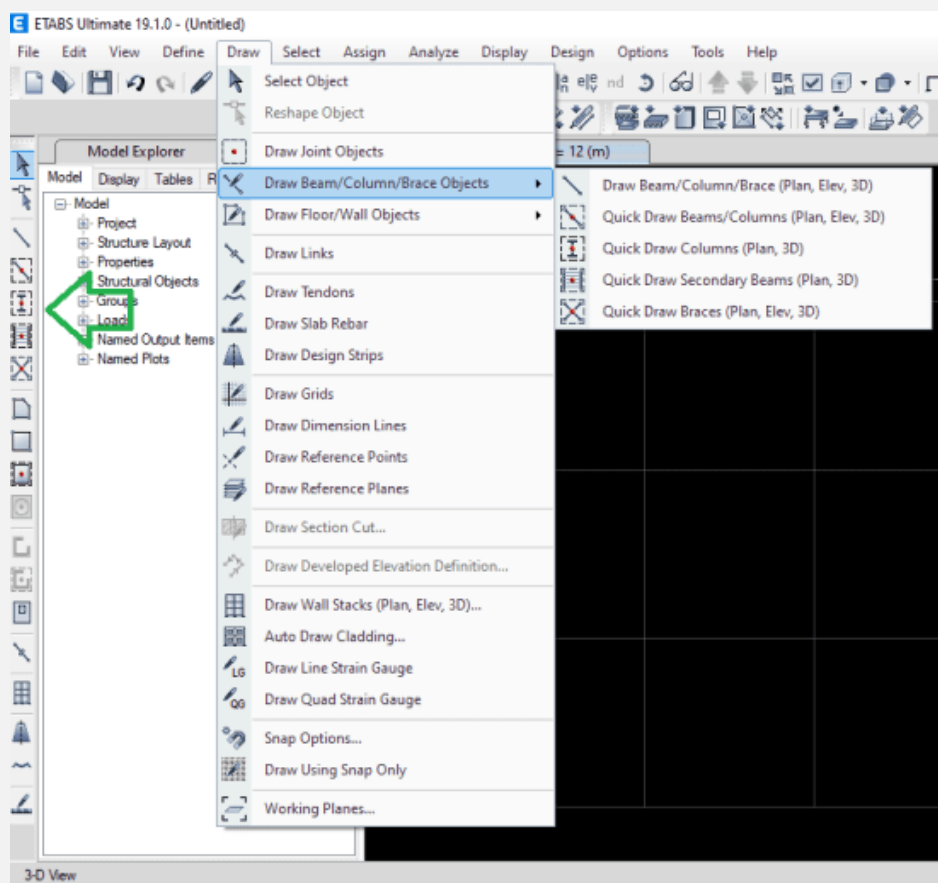 ETABS Ultimate 19.1.0 - (Untitled)
File Edit View Define Draw Select Assign Analyze Display Design Options Tools Help
nd
Model Explorer
= 12 (m)
Model Display Tables R
Model
Project
Structure Layout
Properties
Structural Objects
Groups
Loads
Named Output Items
Named Plots
Select Object
Reshape Object
Draw Joint Objects
Draw Beam/Column/Brace Objects
Draw Floor/Wall Objects
Draw Links
Draw Tendons
Draw Slab Rebar
Draw Design Strips
Draw Grids
Draw Dimension Lines
Draw Reference Points
Draw Reference Planes
Draw Section Cut...
Draw Developed Elevation Definition...
Draw Wall Stacks (Plan, Elev, 3D)...
Auto Draw Cladding...
LG Draw Line Strain Gauge
QG Draw Quad Strain Gauge
Snap Options...
Draw Using Snap Only
Working Planes...
Draw Beam/Column/Brace (Plan, Elev, 3D)
Quick Draw Beams/Columns (Plan, Elev, 3D)
Quick Draw Columns (Plan, 3D)
Quick Draw Secondary Beams (Plan, 3D)
Quick Draw Braces (Plan, Elev, 3D)
3-D View